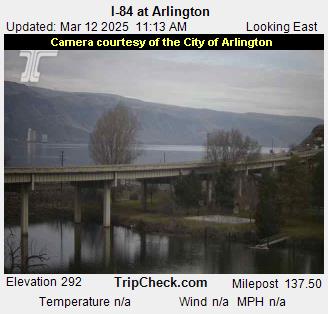 I-84 at Arlington
Updated: Mar 12 2025 11:13 AM Looking East
Camera courtesy of the City of Arlington
Elevation 292 TripCheck.com Milepost 137.50
Temperature n/a Wind n/a MPH n/a